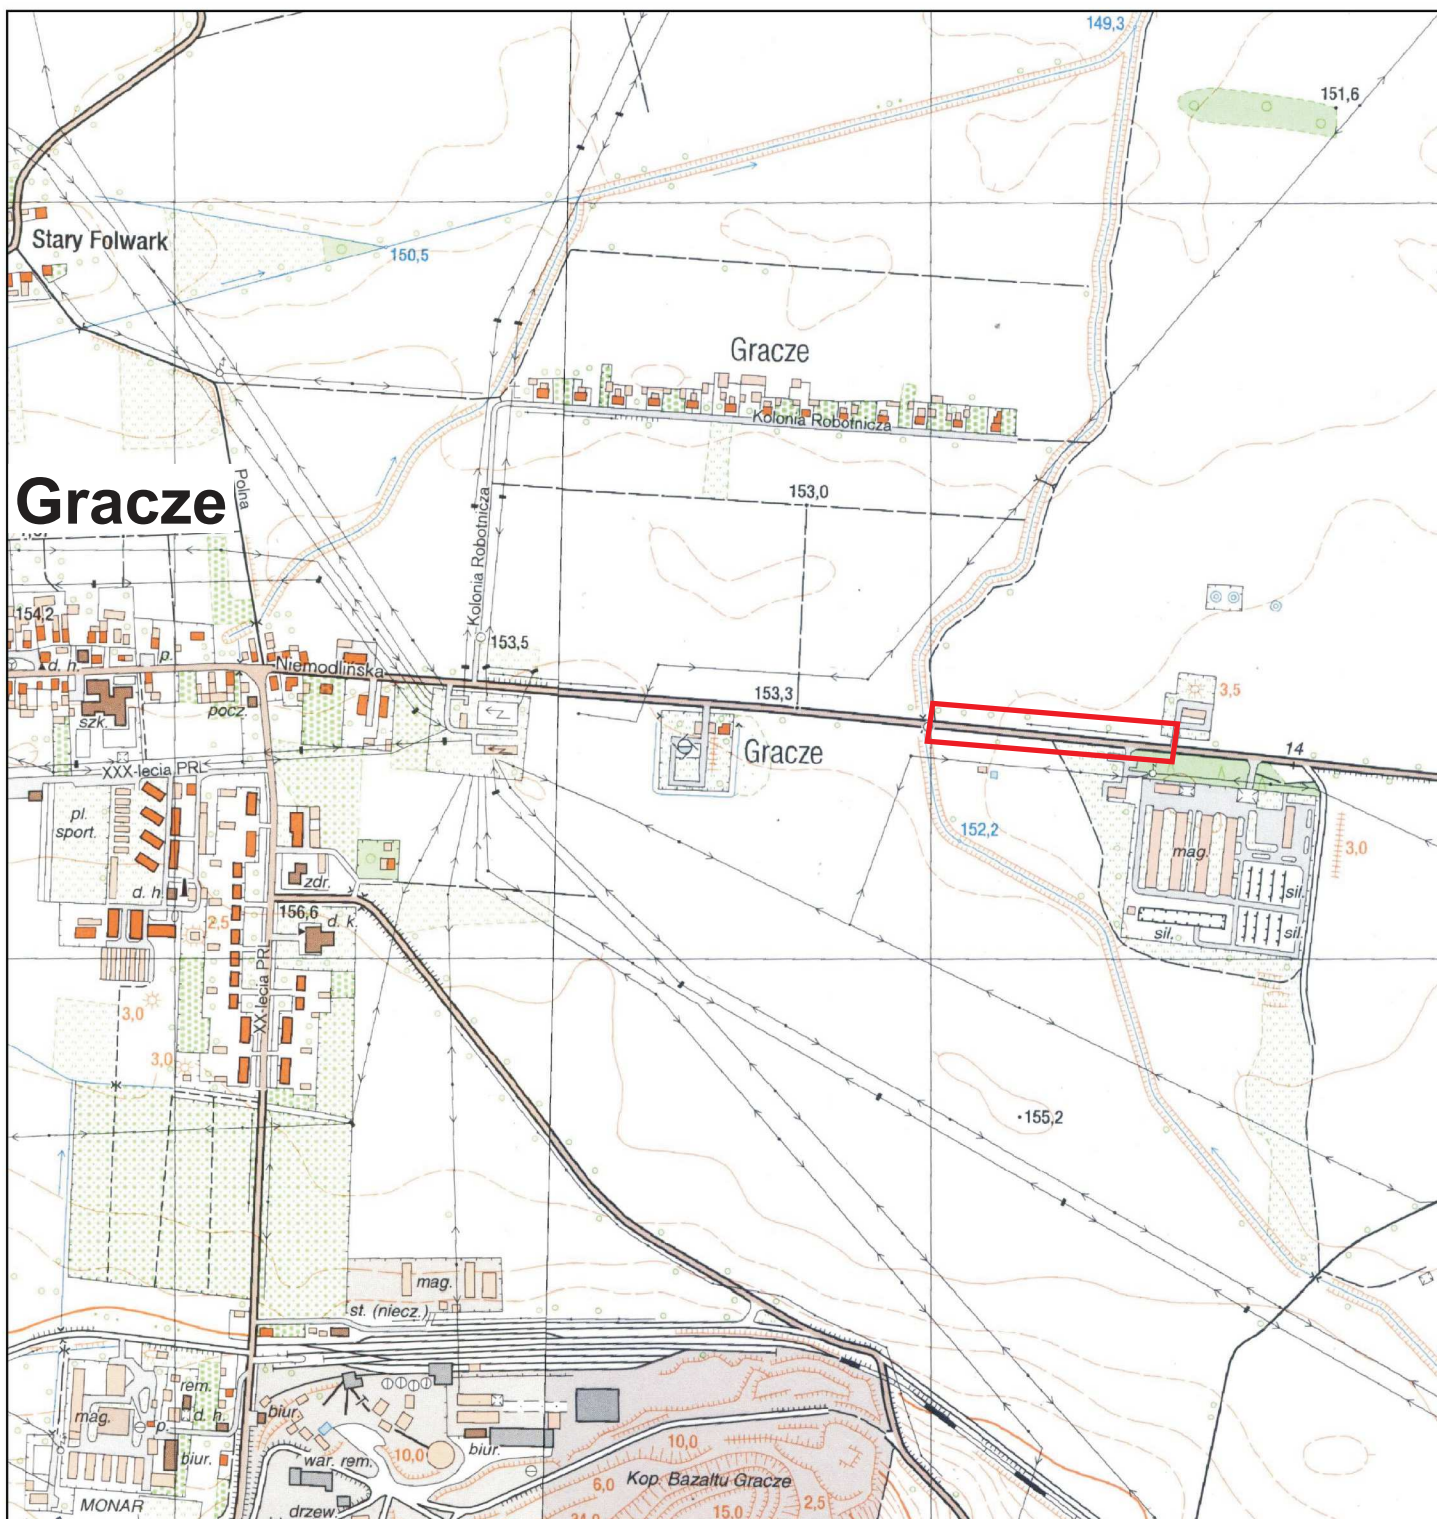 149,3
151,6
Stary Folwark
150,5
Gracze
Kolonia Robotnicza
Gracze
Polna
153,0
Kolonia Robotnicza
154,2
153,5
d. h.
p.
Niemodlińska
153,3
3,5
szk.
pocz.
Gracze
14
XXX-lecia PRL
pl.
sport.
152,2
mag.
3,0
zdr.
d. h.
sil.
156,6
d. k.
2,5
sil.
sil.
XX-lecia PRL
3,0
3,0
155,2
mag.
st. (niecz.)
rem.
mag.
d. h.
p.
biur.
biur.
war. rem.
10,0
biur.
10,0
6,0
Kop. Bazaltu Gracze
2,5
MONAR
drzew.
15,0
24,0